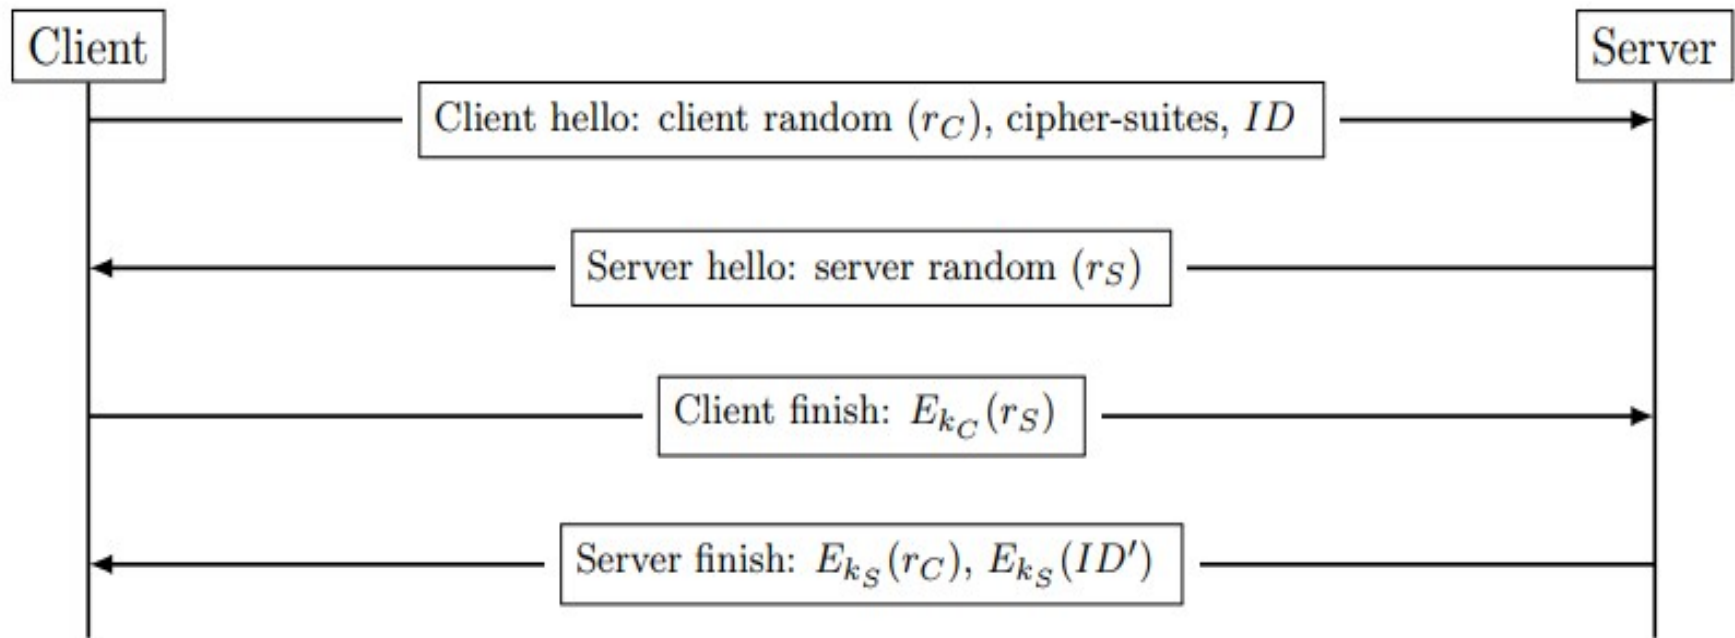 Client
Server
Client hello: client random (r_C), cipher-suites, ID
Server hello: server random (r_S)
Client finish: E_{k_C}(r_S)
Server finish: E_{k_S}(r_C), E_{k_S}(ID′)